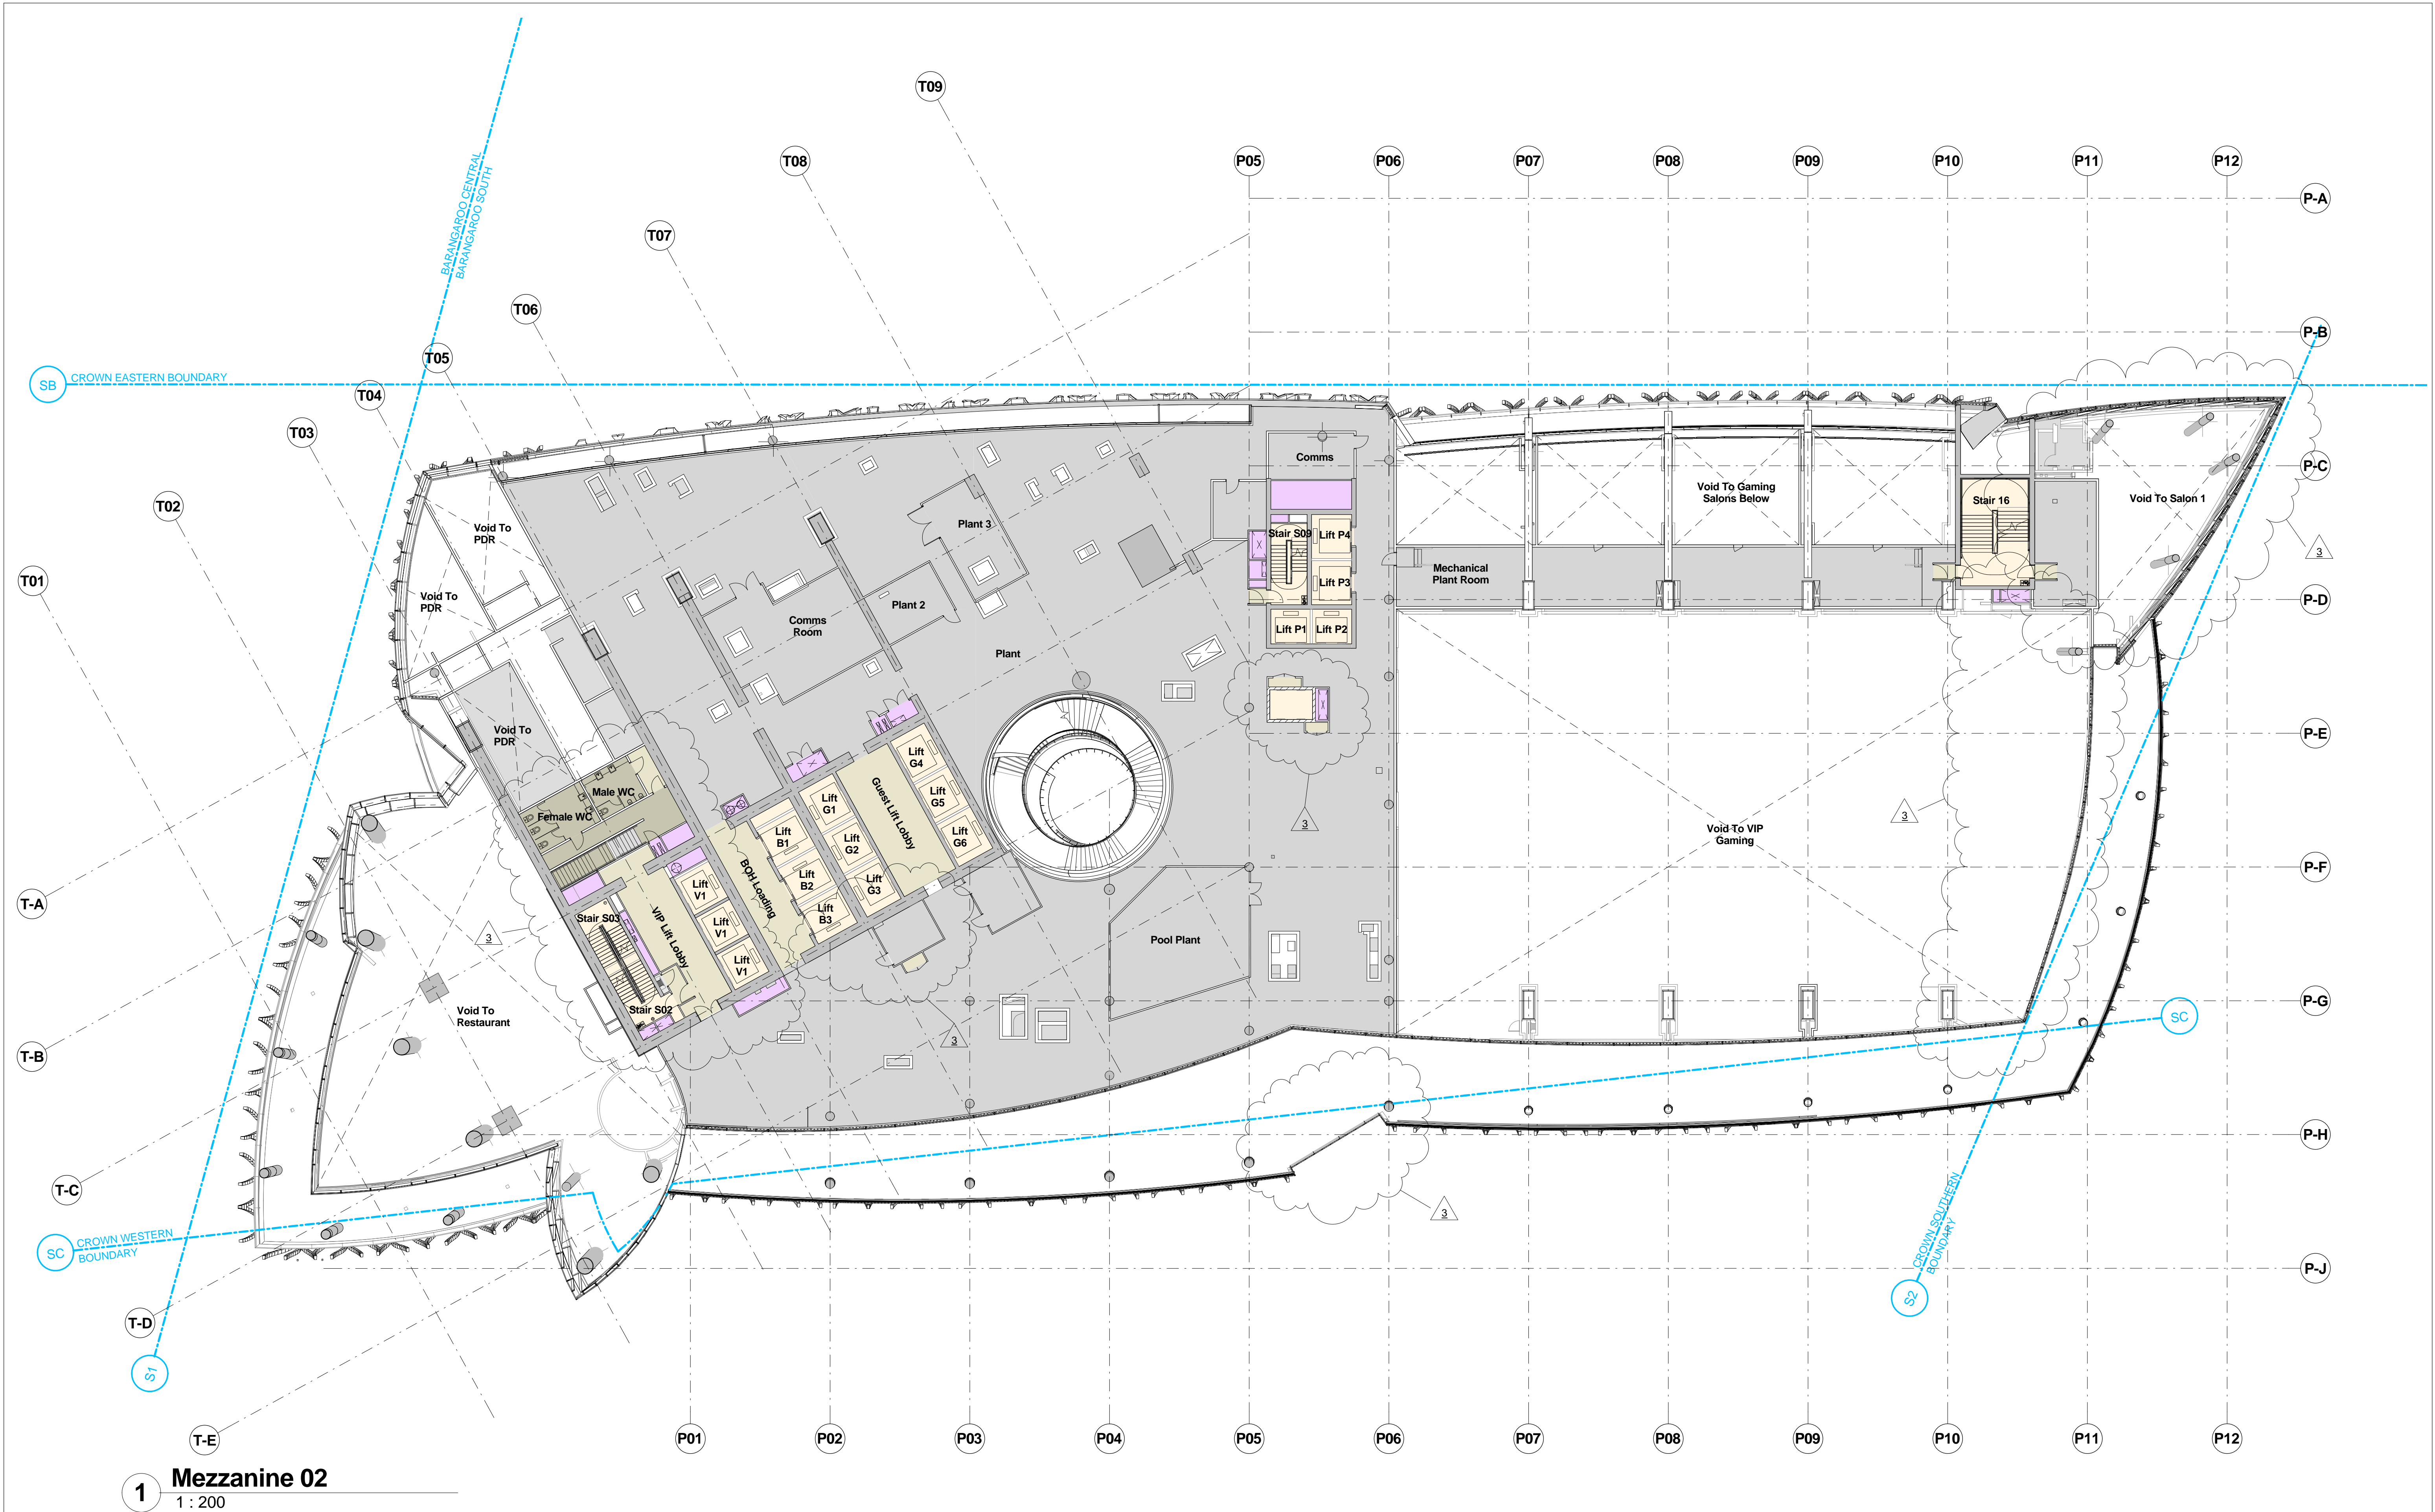 T09
T08
P05
P06
P07
P08
P09
P10
P11
P12
BARANGAROO CENTRAL
BARANGAROO SOUTH
P-A
T07
T06
P-B
T05
SB
CROWN EASTERN BOUNDARY
T04
T03
T02
T01
Comms
P-C
Void To Gaming
Salons Below
Stair 16
Void To Salon 1
Void To
PDR
Plant 3
Stair S09
Lift P4
3
Mechanical
Plant Room
Lift P3
Void To
PDR
Plant 2
P-D
Comms
Room
Lift P1
Lift P2
Plant
Void To
PDR
P-E
Lift
G4
Male WC
Female WC
Lift
G1
Guest Lift Lobby
Lift
G5
3
3
Lift
B1
Lift
G2
Lift
G6
Void To VIP
Gaming
P-F
BOH Loading
Lift
B2
Lift
G3
Lift
V1
T-A
Stair S03
VIP Lift Lobby
Lift
B3
Lift
V1
3
Pool Plant
Lift
V1
Void To
Restaurant
Stair S02
P-G
SC
3
T-B
P-H
T-C
3
SC
CROWN WESTERN
BOUNDARY
CROWN SOUTHERN
BOUNDARY
P-J
S2
T-D
S1
T-E
P01
P02
P03
P04
P05
P06
P07
P08
P09
P10
P11
P12
1
Mezzanine 02
1 : 200